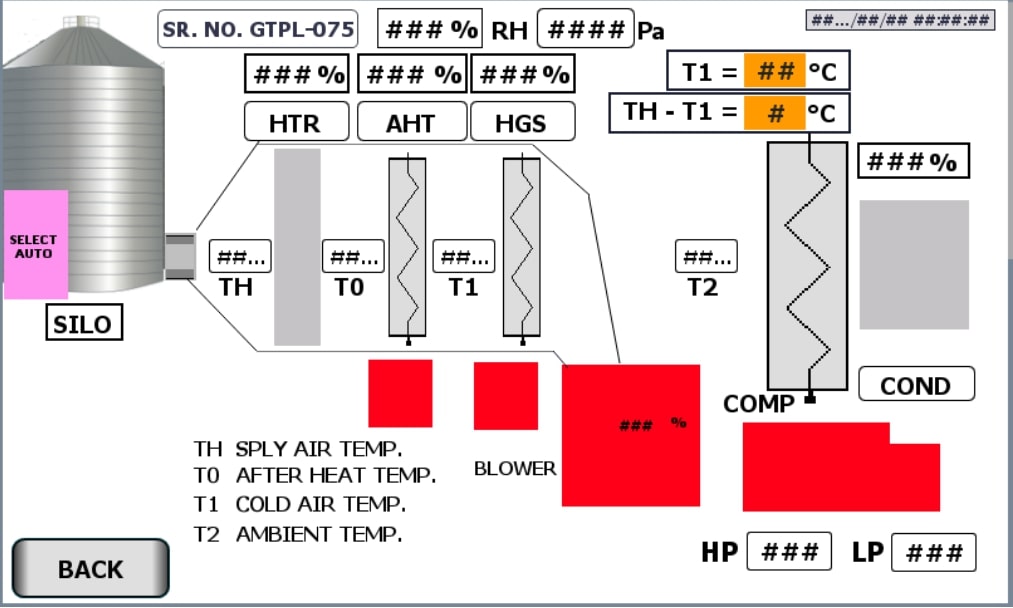 SR. NO. GTPL-075
###% RH #### Pa
##.../##/## ##:##:##
###% ###% ###%
T1 = ## °C
HTR AHT HGS
TH - T1 = # °C
###%
SELECT
AUTO
##... TH
##... T0
##... T1
##... T2
SILO
COND
COMP
### %
BLOWER
TH SPLY AIR TEMP.
T0 AFTER HEAT TEMP.
T1 COLD AIR TEMP.
T2 AMBIENT TEMP.
HP ### LP ###
BACK